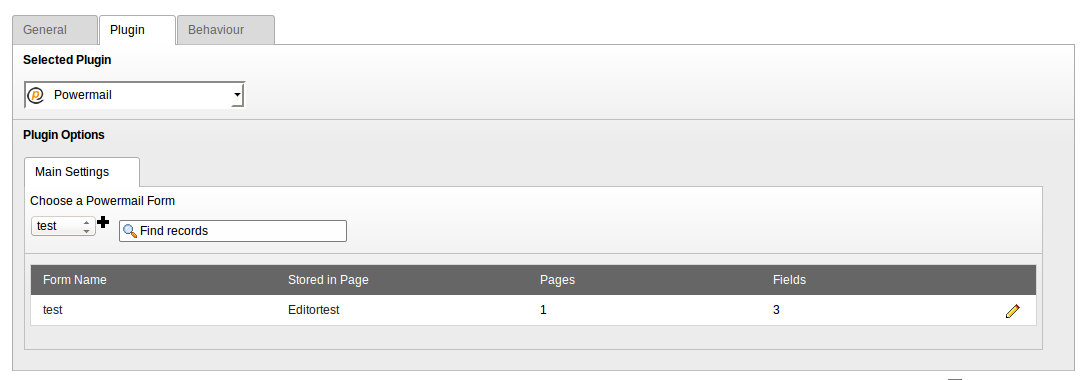 General Plugin Behaviour
Selected Plugin
Powermail
Plugin Options
Main Settings
Choose a Powermail Form
test Find records
Form Name Stored in Page Pages Fields
test Editortest 1 3